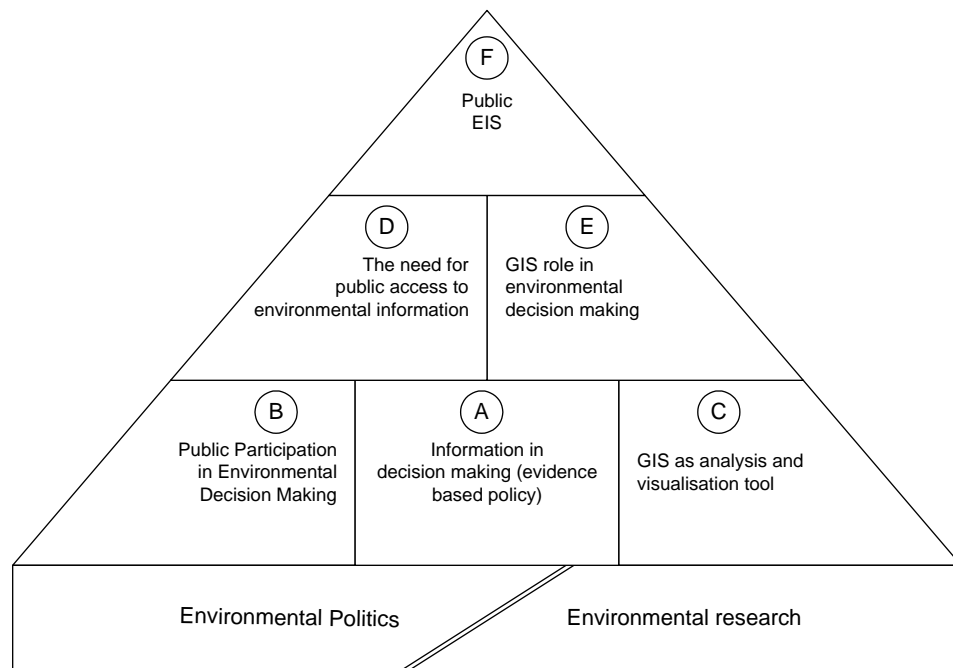 F
Public
EIS
D
The need for
public access to
environmental information
E
GIS role in
environmental
decision making
B
Public Participation
in Environmental
Decision Making
A
Information in
decision making (evidence
based policy)
C
GIS as analysis and
visualisation tool
Environmental Politics
Environmental research